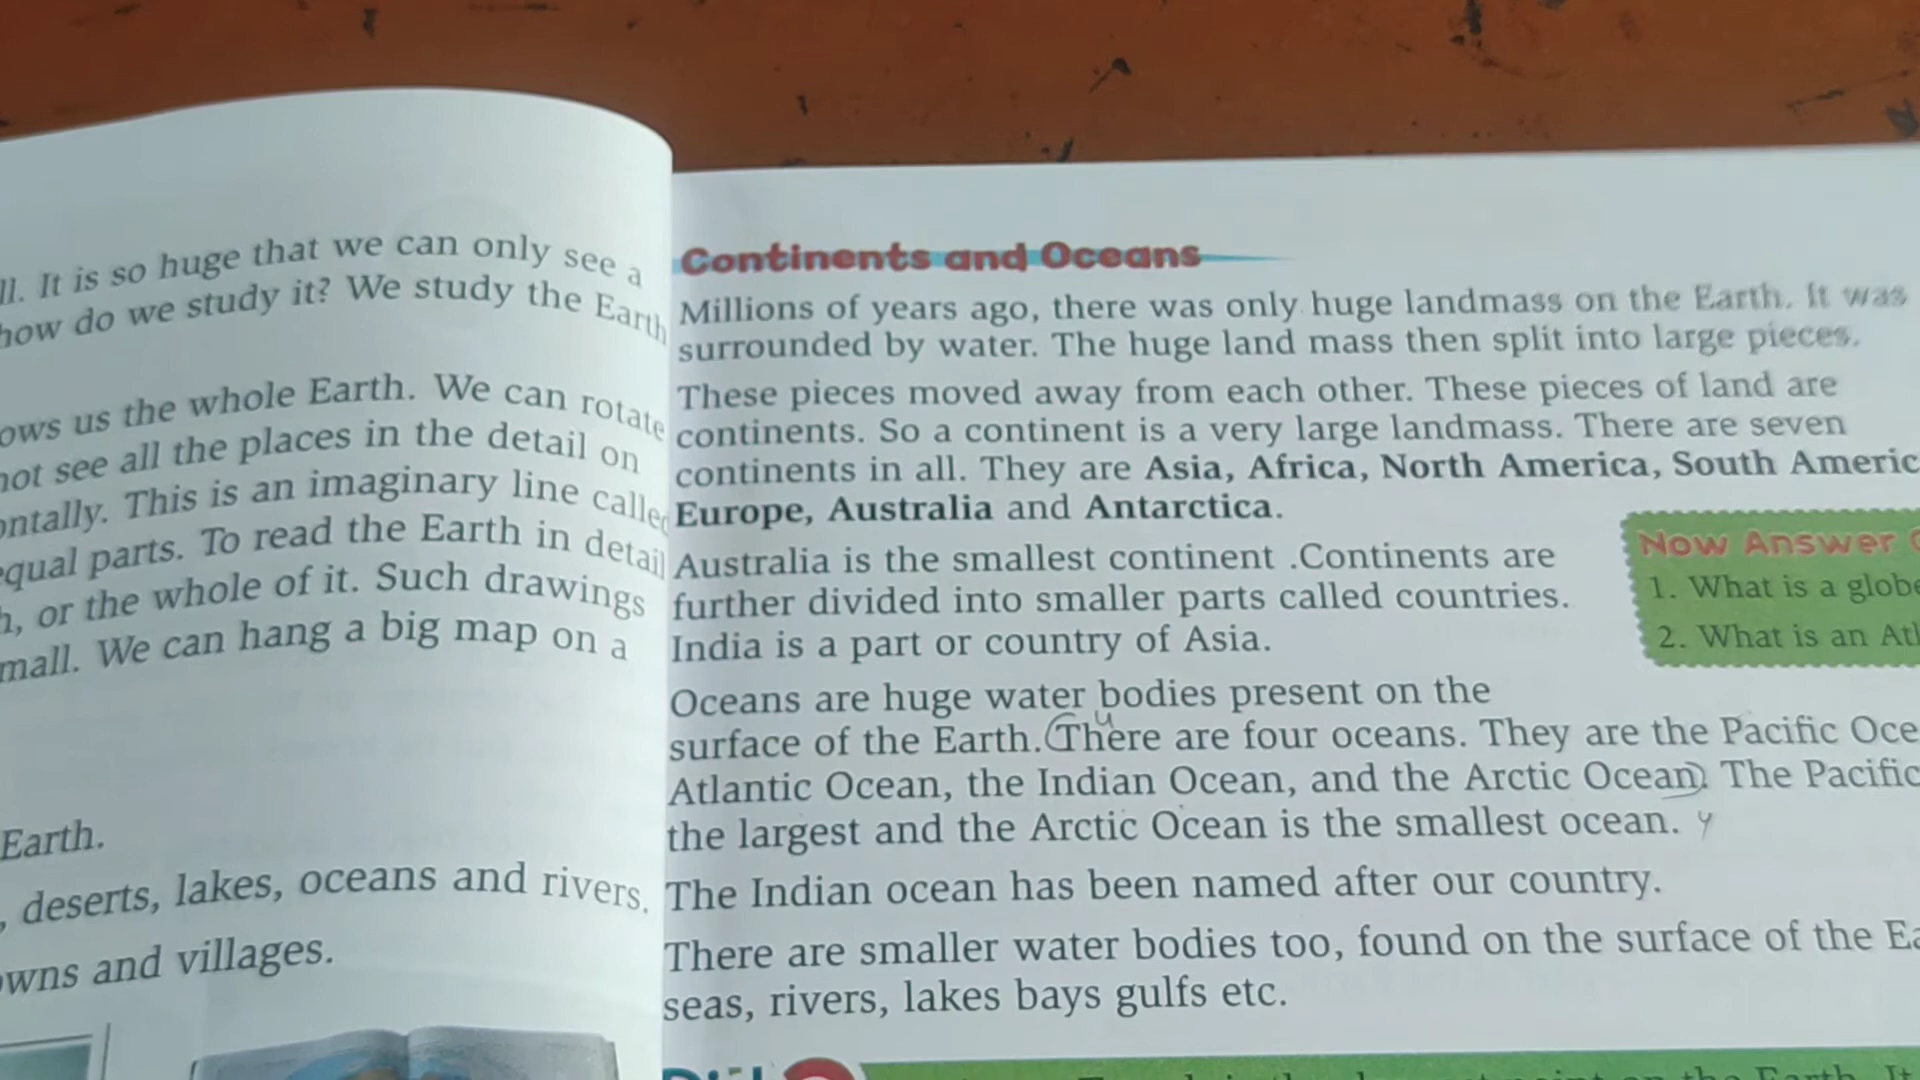 ll. It is so huge that we can only see a
how do we study it? We study the Earth
ows us the whole Earth. We can rotate
not see all the places in the detail on
ontally. This is an imaginary line called
equal parts. To read the Earth in detail
h, or the whole of it. Such drawings
mall. We can hang a big map on a
Earth.
, deserts, lakes, oceans and rivers.
owns and villages.
Continents and Oceans
Millions of years ago, there was only huge landmass on the Earth. It was
surrounded by water. The huge land mass then split into large pieces.
These pieces moved away from each other. These pieces of land are
continents. So a continent is a very large landmass. There are seven
continents in all. They are Asia, Africa, North America, South Americ
Europe, Australia and Antarctica.
Australia is the smallest continent .Continents are
further divided into smaller parts called countries.
India is a part or country of Asia.
Now Answer
1. What is a globe
2. What is an Atl
Oceans are huge water bodies present on the
surface of the Earth. There are four oceans. They are the Pacific Oce
Atlantic Ocean, the Indian Ocean, and the Arctic Ocean. The Pacific
the largest and the Arctic Ocean is the smallest ocean.
The Indian ocean has been named after our country.
There are smaller water bodies too, found on the surface of the Ea
seas, rivers, lakes bays gulfs etc.